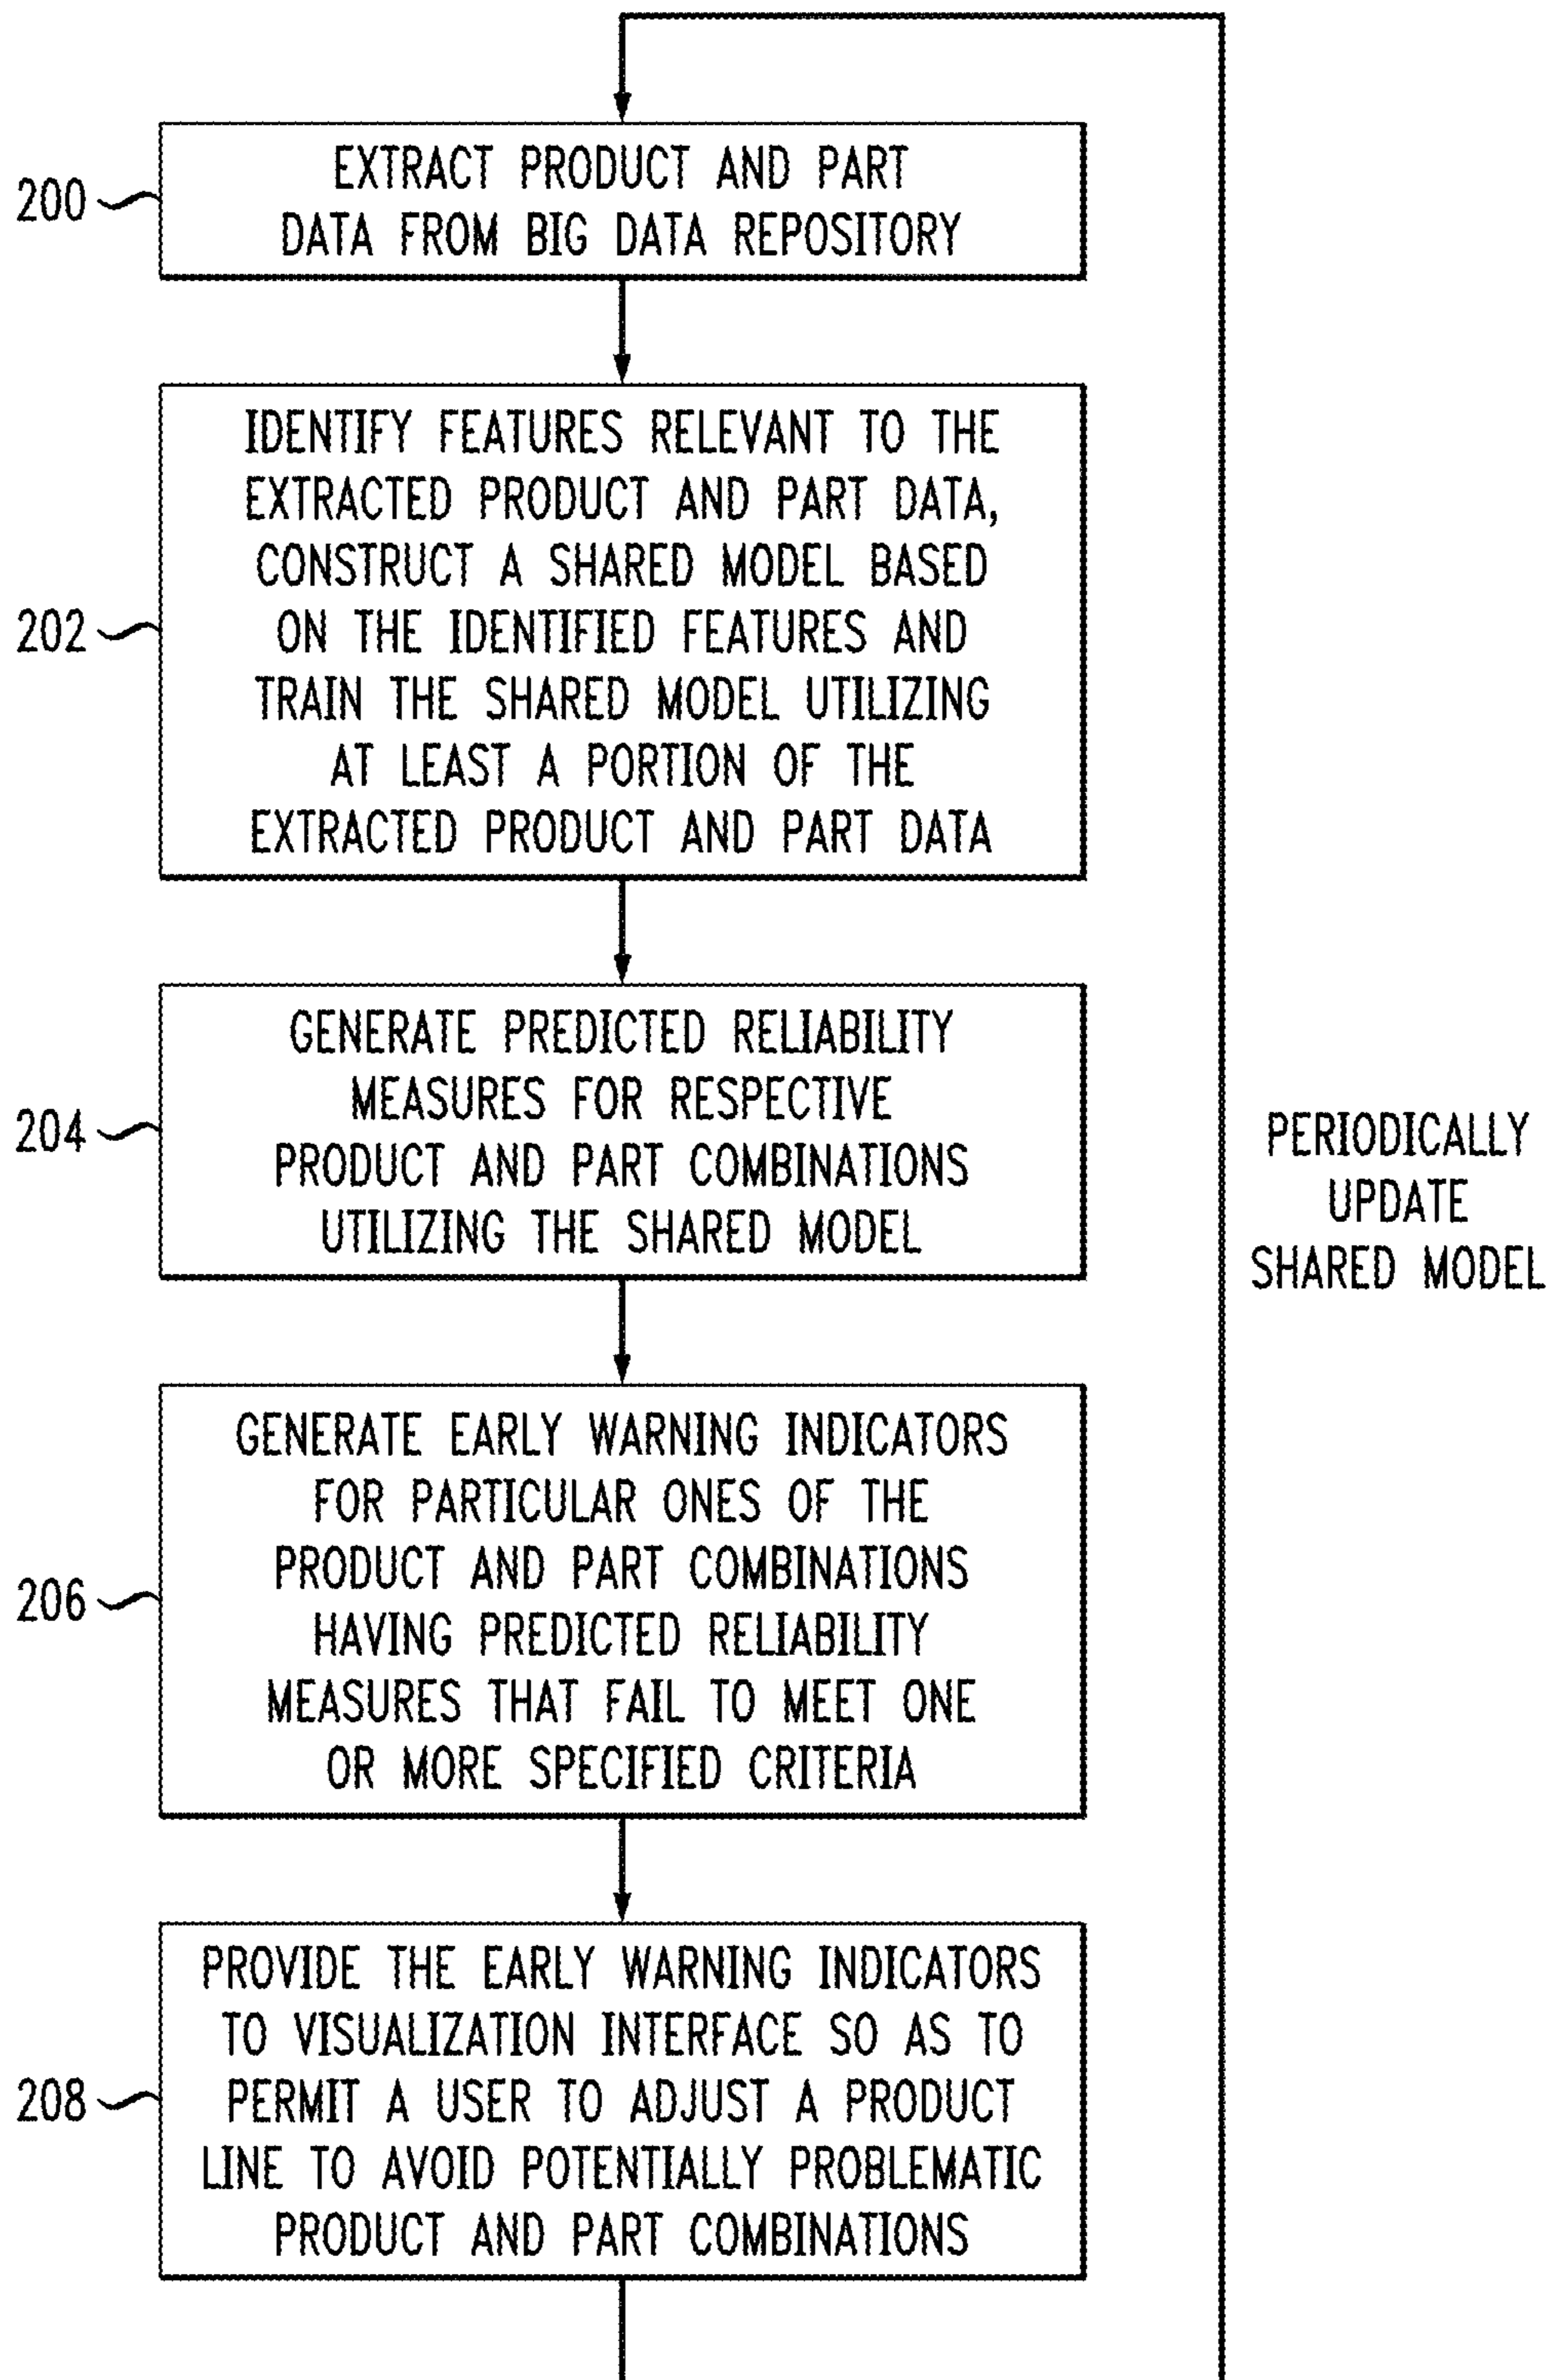 200
EXTRACT PRODUCT AND PART
DATA FROM BIG DATA REPOSITORY
202
IDENTIFY FEATURES RELEVANT TO THE
EXTRACTED PRODUCT AND PART DATA,
CONSTRUCT A SHARED MODEL BASED
ON THE IDENTIFIED FEATURES AND
TRAIN THE SHARED MODEL UTILIZING
AT LEAST A PORTION OF THE
EXTRACTED PRODUCT AND PART DATA
204
GENERATE PREDICTED RELIABILITY
MEASURES FOR RESPECTIVE
PRODUCT AND PART COMBINATIONS
UTILIZING THE SHARED MODEL
PERIODICALLY
UPDATE
SHARED MODEL
206
GENERATE EARLY WARNING INDICATORS
FOR PARTICULAR ONES OF THE
PRODUCT AND PART COMBINATIONS
HAVING PREDICTED RELIABILITY
MEASURES THAT FAIL TO MEET ONE
OR MORE SPECIFIED CRITERIA
208
PROVIDE THE EARLY WARNING INDICATORS
TO VISUALIZATION INTERFACE SO AS TO
PERMIT A USER TO ADJUST A PRODUCT
LINE TO AVOID POTENTIALLY PROBLEMATIC
PRODUCT AND PART COMBINATIONS